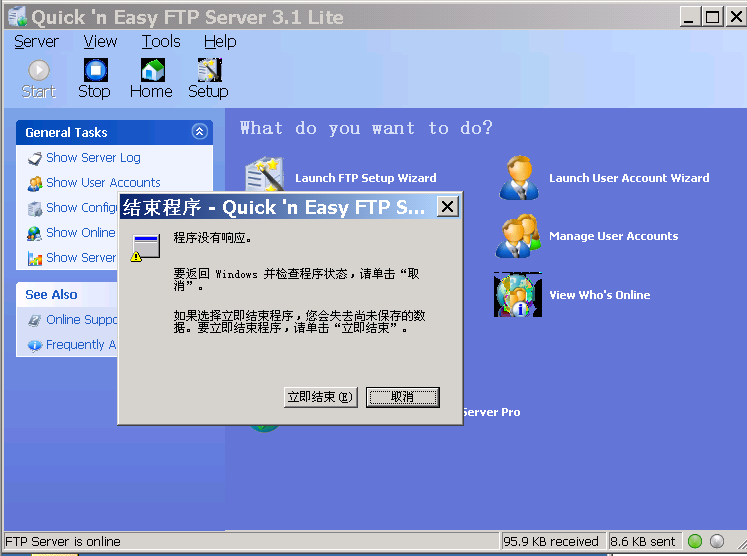 Quick 'n Easy FTP Server 3.1 Lite
Server View Tools Help
Start Stop Home Setup
General Tasks
Show Server Log
Show User Accounts
Show Config
Show Online
Show Server
See Also
Online Suppo
Frequently A
What do you want to do?
Launch FTP Setup Wizard
Launch User Account Wizard
Manage User Accounts
View Who's Online
Server Pro
结束程序 - Quick 'n Easy FTP S...
程序没有响应。
要返回 Windows 并检查程序状态，请单击“取
消”。
如果选择立即结束程序，您会失去尚未保存的数
据。要立即结束程序，请单击“立即结束”。
立即结束(E) 取消
FTP Server is online
95.9 KB received 8.6 KB sent